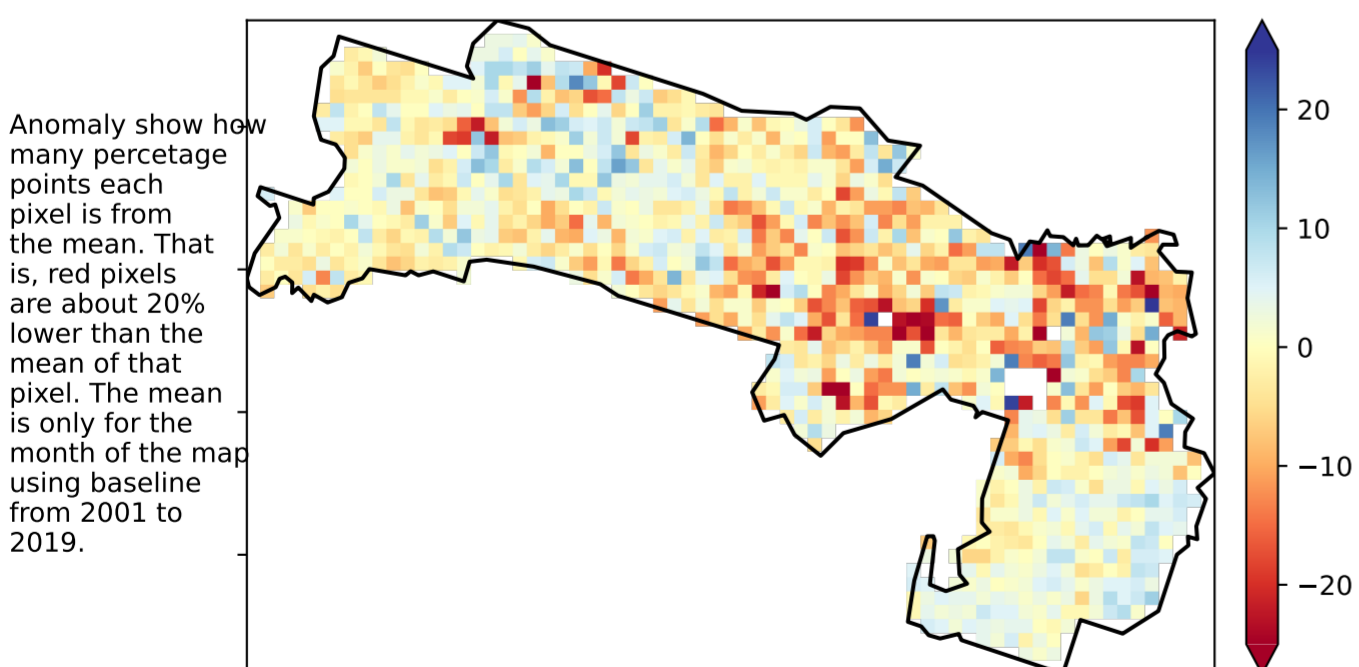 Anomaly show how
many percetage
points each
pixel is from
the mean. That
is, red pixels
are about 20%
lower than the
mean of that
pixel. The mean
is only for the
month of the map
using baseline
from 2001 to
2019.
20
10
0
−10
−20